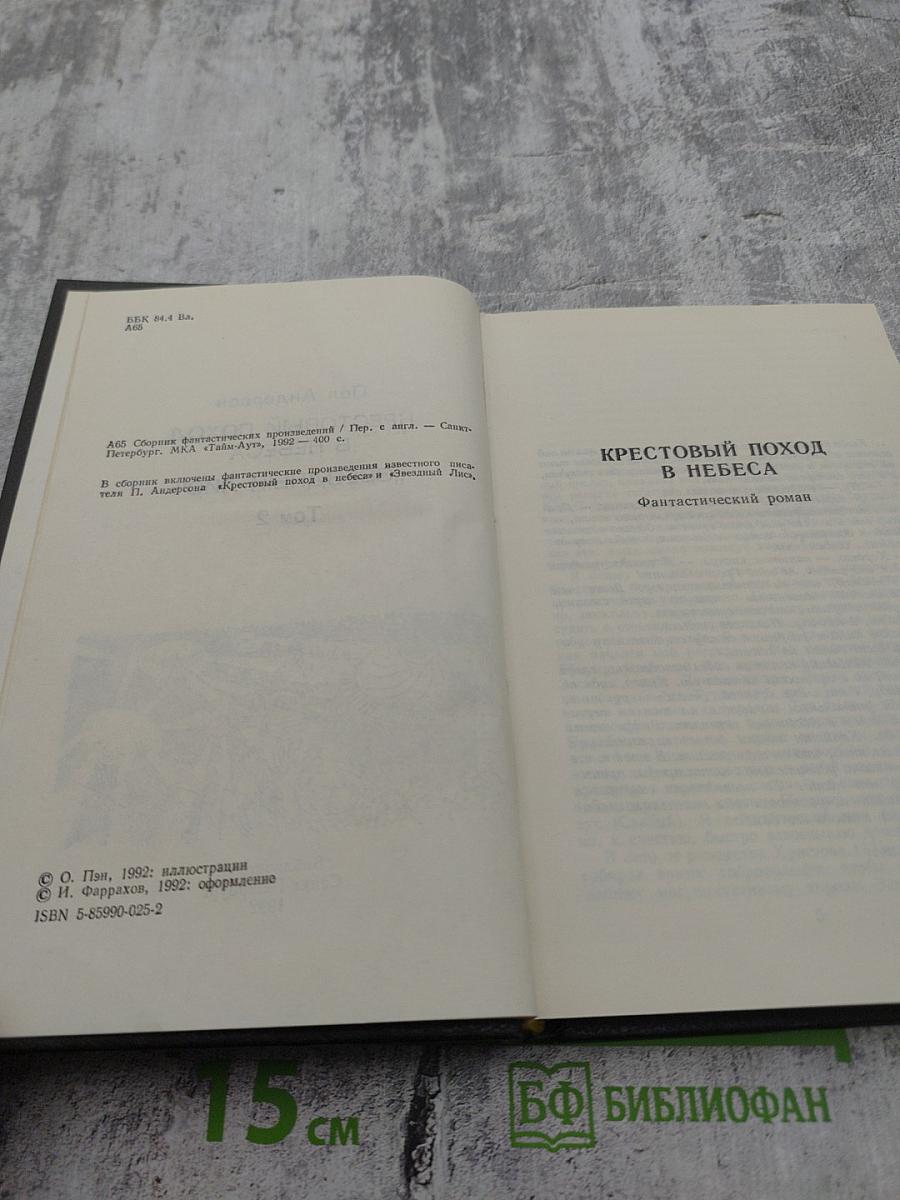 ББК 84.4 Вл.
А65
А65 Сборник фантастических произведений / Пер. с англ. — Санкт-
Петербург. МКА «Тайм-Аут», 1992 — 400 с.
В сборник включены фантастические произведения известного писа-
теля П. Андерсона «Крестовый поход в небеса» и «Звездный Лис».
© О. Пэн, 1992: иллюстрации
© И. Фаррахов, 1992: оформление
ISBN 5-85990-025-2
КРЕСТОВЫЙ ПОХОД
В НЕБЕСА
Фантастический роман
15 см
БФ БИБЛИОФАН